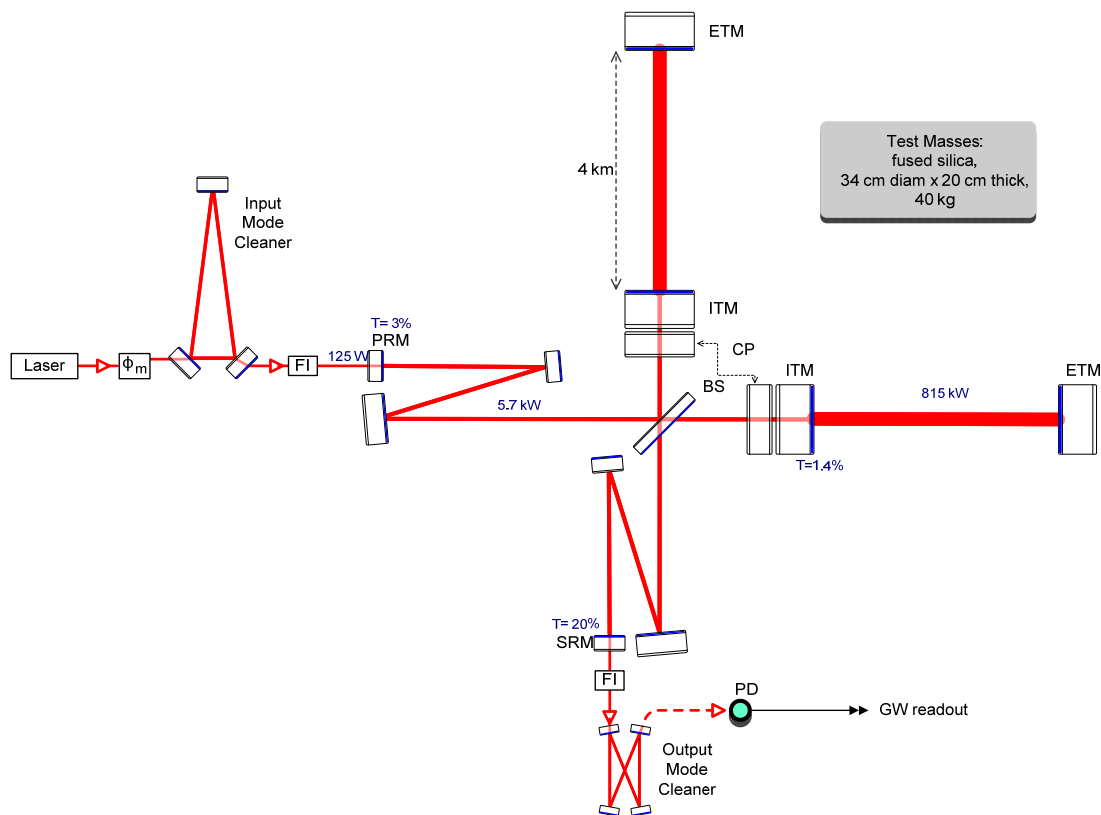 ETM
4 km
Test Masses:
fused silica,
34 cm diam x 20 cm thick,
40 kg
Input
Mode
Cleaner
ITM
T= 3%
PRM
CP
Laser
ϕm
FI
125 W
BS
ITM
ETM
5.7 kW
815 kW
T=1.4%
T= 20%
SRM
FI
PD
GW readout
Output
Mode
Cleaner